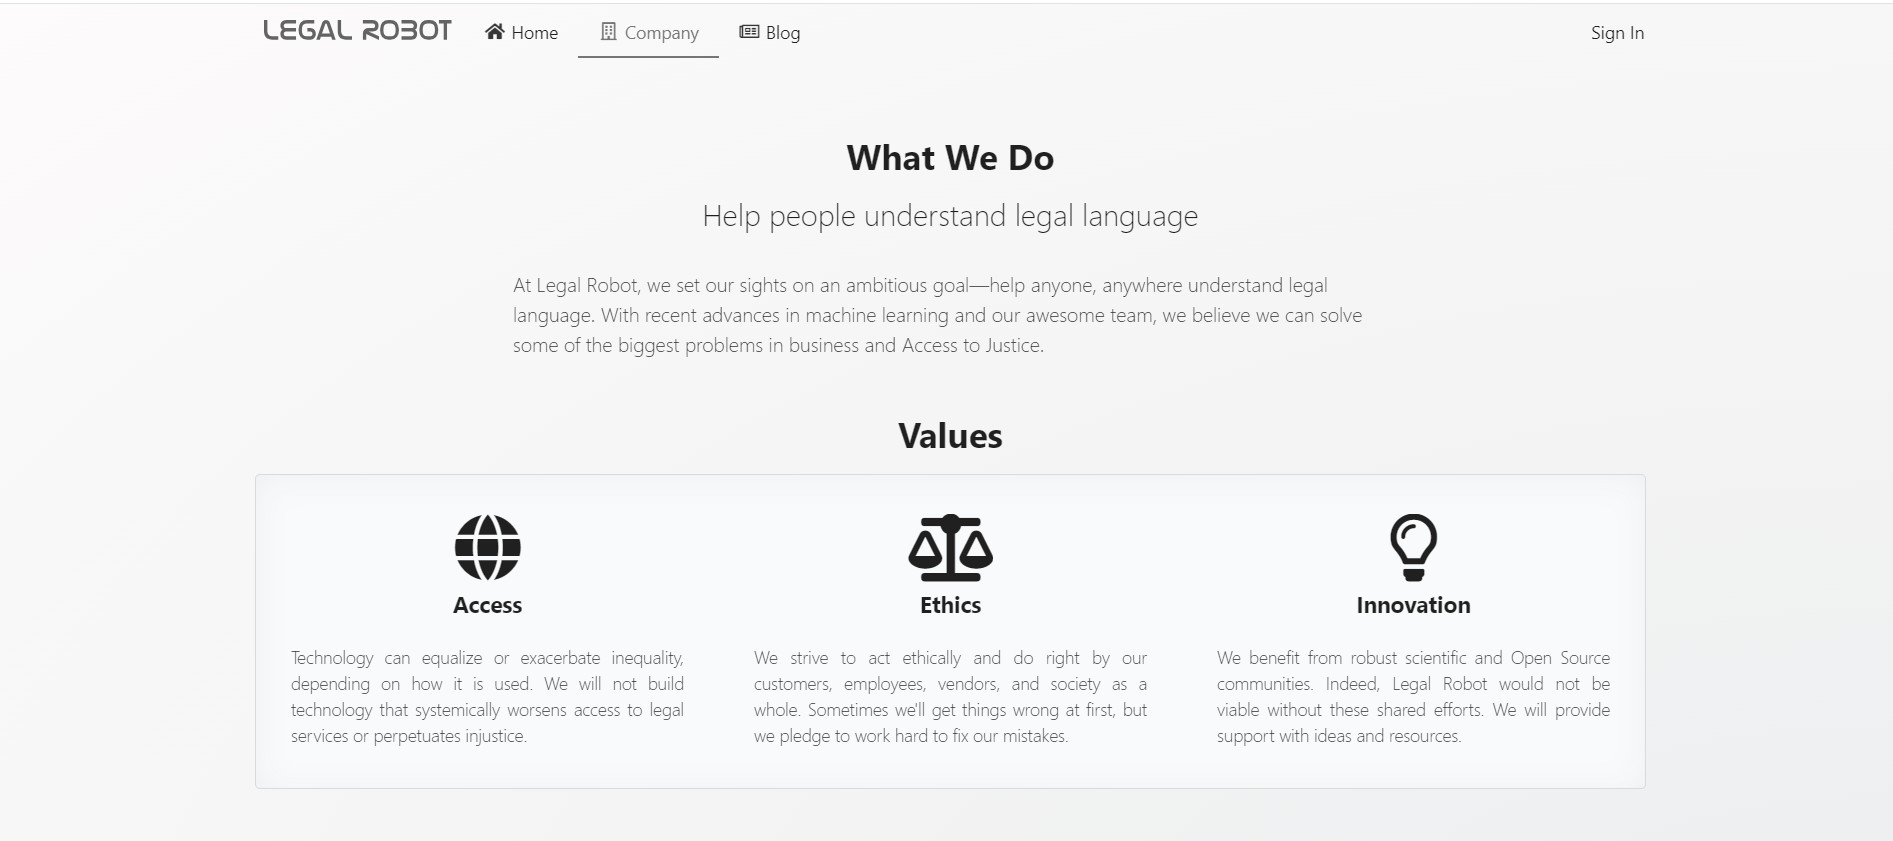 LEGAL ROBOT Home Company Blog Sign In
What We Do
Help people understand legal language
At Legal Robot, we set our sights on an ambitious goal—help anyone, anywhere understand legal
language. With recent advances in machine learning and our awesome team, we believe we can solve
some of the biggest problems in business and Access to Justice.
Values
Access
Technology can equalize or exacerbate inequality,
depending on how it is used. We will not build
technology that systemically worsens access to legal
services or perpetuates injustice.
Ethics
We strive to act ethically and do right by our
customers, employees, vendors, and society as a
whole. Sometimes we'll get things wrong at first, but
we pledge to work hard to fix our mistakes.
Innovation
We benefit from robust scientific and Open Source
communities. Indeed, Legal Robot would not be
viable without these shared efforts. We will provide
support with ideas and resources.